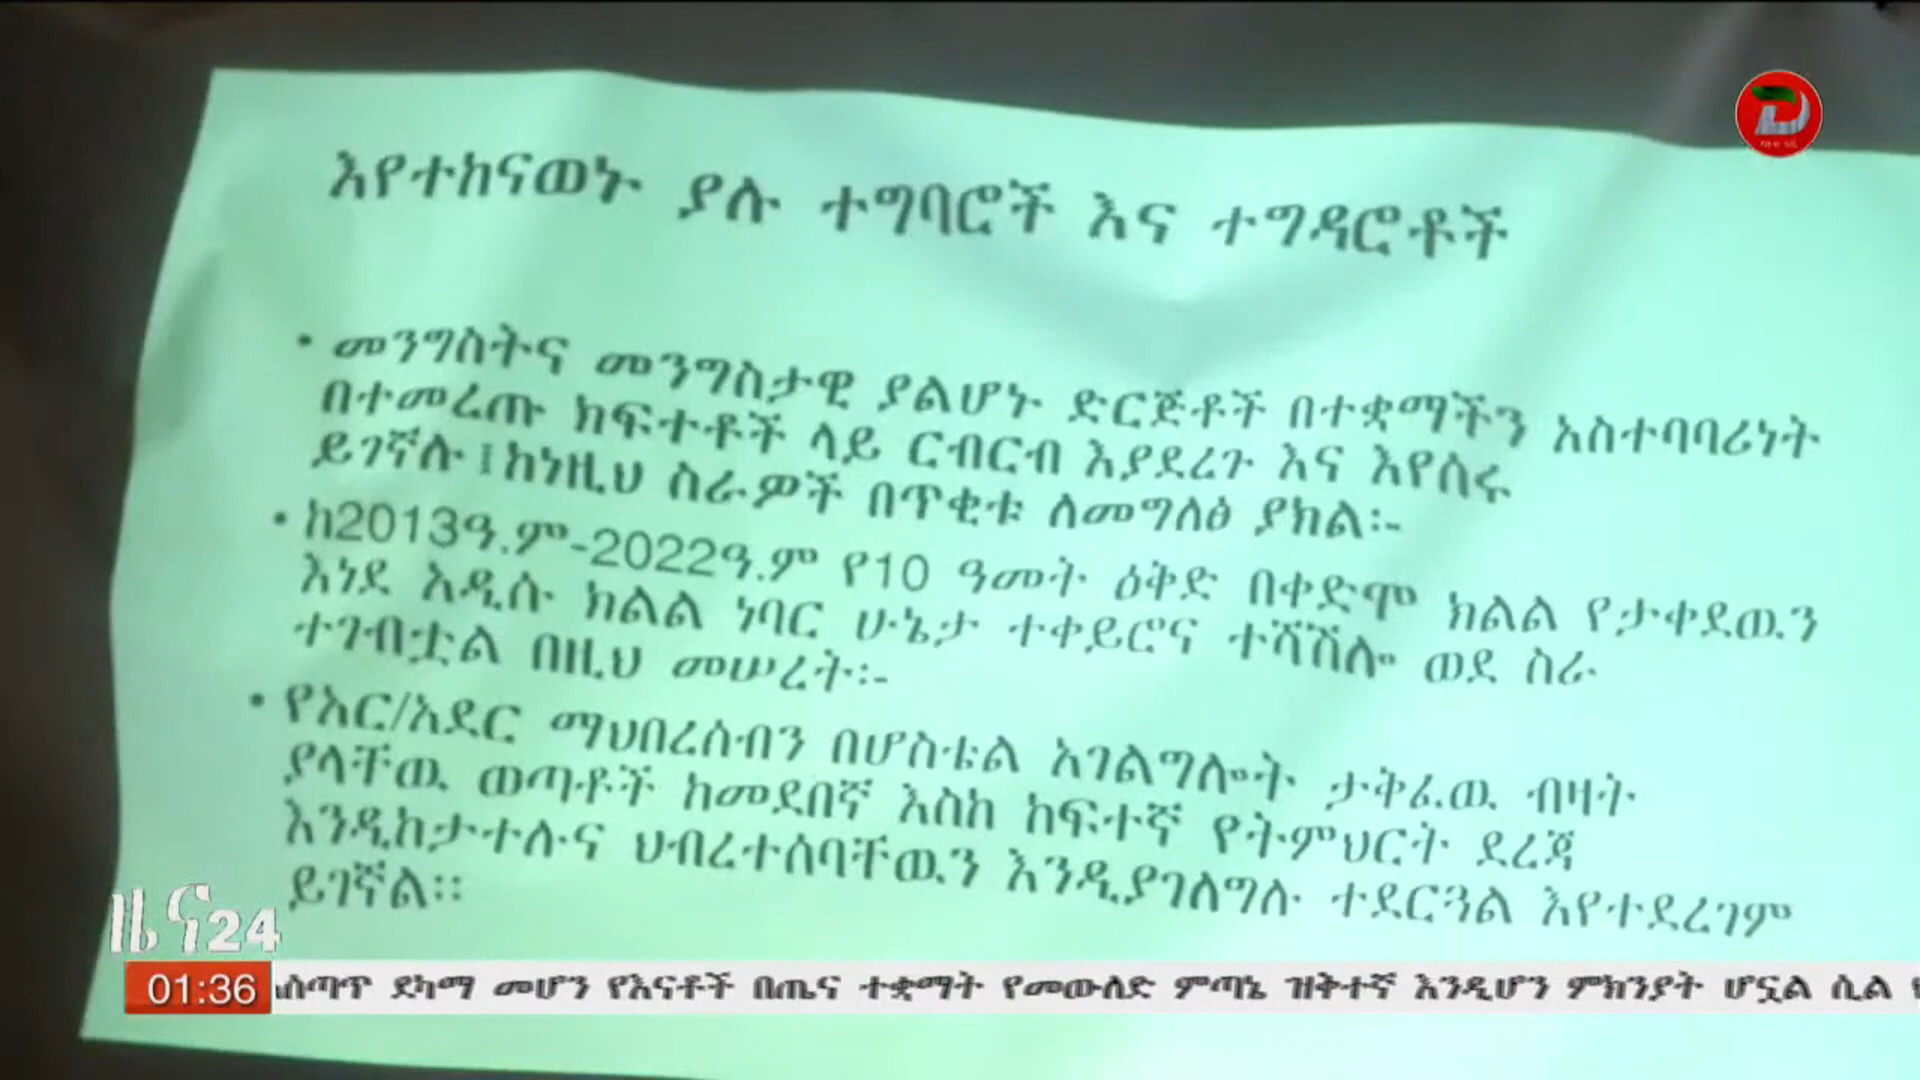 እየተከናወኑ ያሉ ተግባሮች እና ተግዳሮቶች
• መንግስትና መንግስታዊ ያልሆኑ ድርጅቶች በተቋማችን አስተባባሪነት
በተመረጡ ክፍተቶች ላይ ርብርብ እያደረጉ እና እየሰሩ
ይገኛሉ ፤ከነዚህ ስራዎች በጥቂቱ ለመግለፅ ያክል፡-
• ከ2013ዓ.ም-2022ዓ.ም የ10 ዓመት ዕቅድ በቀድሞ ክልል የታቀደዉን
እነደ አዲሱ ክልል ነባር ሁኔታ ተቀይሮና ተሻሽሎ ወደ ስራ
ተገብቷል በዚህ መሠረት፡-
• የአር/አደር ማህበረሰብን በሆስቴል አገልግሎት ታቅፈዉ ብዛት
ያላቸዉ ወጣቶች ከመደበኛ እስከ ከፍተኛ የትምህርት ደረጃ
እንዲከታተሉና ህብረተሰባቸዉን እንዲያገለግሉ ተደርጓል እየተደረገም
ይገኛል፡፡
ዜና24
01:36 ስጣጥ ደካማ መሆን የእናቶች በጤና ተቋማት የመውለድ ምጣኔ ዝቅተኛ እንዲሆን ምክንያት ሆኗል ሲል